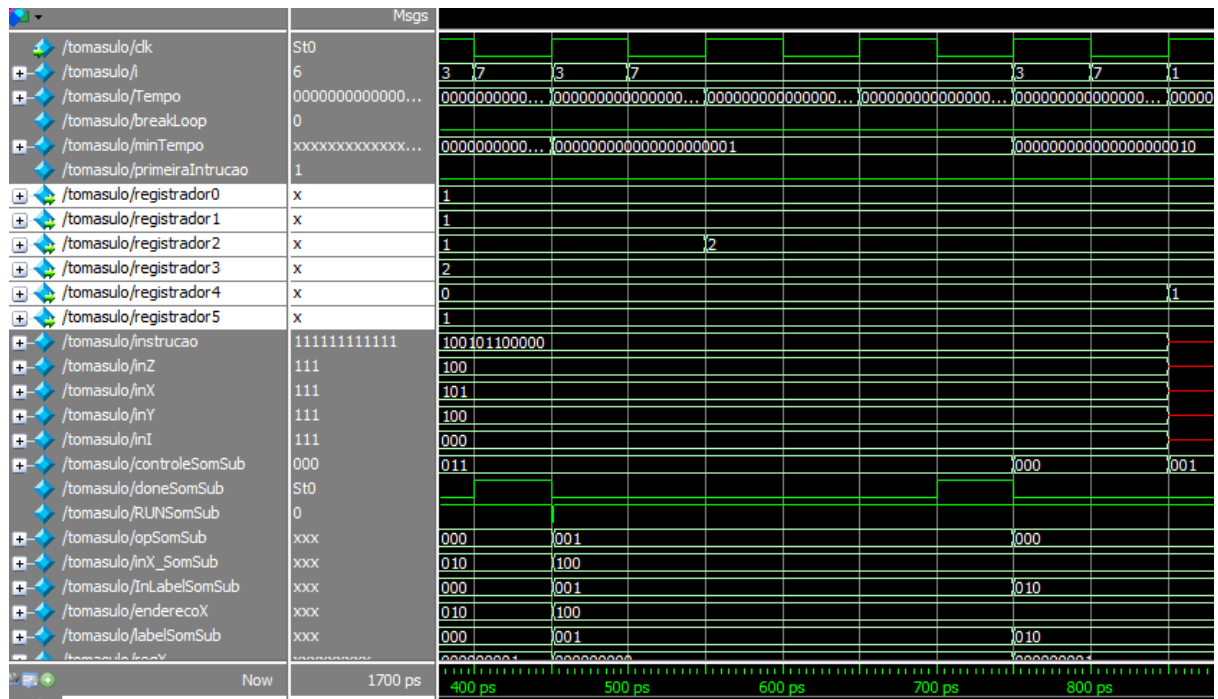 Msgs
/tomasulo/clk St0
/tomasulo/i 6 3 7 3 7 3 7 1
/tomasulo/Tempo 0000000000000... 0000000000... 000000000000000... 000000000000000... 000000000000000... 000000000000000... 00000
/tomasulo/breakLoop 0
/tomasulo/minTempo xxxxxxxxxxxxx... 0000000000... 00000000000000000000001 00000000000000000000010
/tomasulo/primeiraIntrucao 1
/tomasulo/registrador0 x 1
/tomasulo/registrador1 x 1
/tomasulo/registrador2 x 1 2
/tomasulo/registrador3 x 2
/tomasulo/registrador4 x 0 1
/tomasulo/registrador5 x 1
/tomasulo/instrucao 111111111111 100101100000
/tomasulo/inZ 111 100
/tomasulo/inX 111 101
/tomasulo/inY 111 100
/tomasulo/inI 111 000
/tomasulo/controleSomSub 000 011 000 001
/tomasulo/doneSomSub St0
/tomasulo/RUNSomSub 0
/tomasulo/opSomSub xxx 000 001 000
/tomasulo/inX_SomSub xxx 010 100
/tomasulo/InLabelSomSub xxx 000 001 010
/tomasulo/enderecoX xxx 010 100
/tomasulo/labelSomSub xxx 000 001 010
Now 1700 ps 400 ps 500 ps 600 ps 700 ps 800 ps